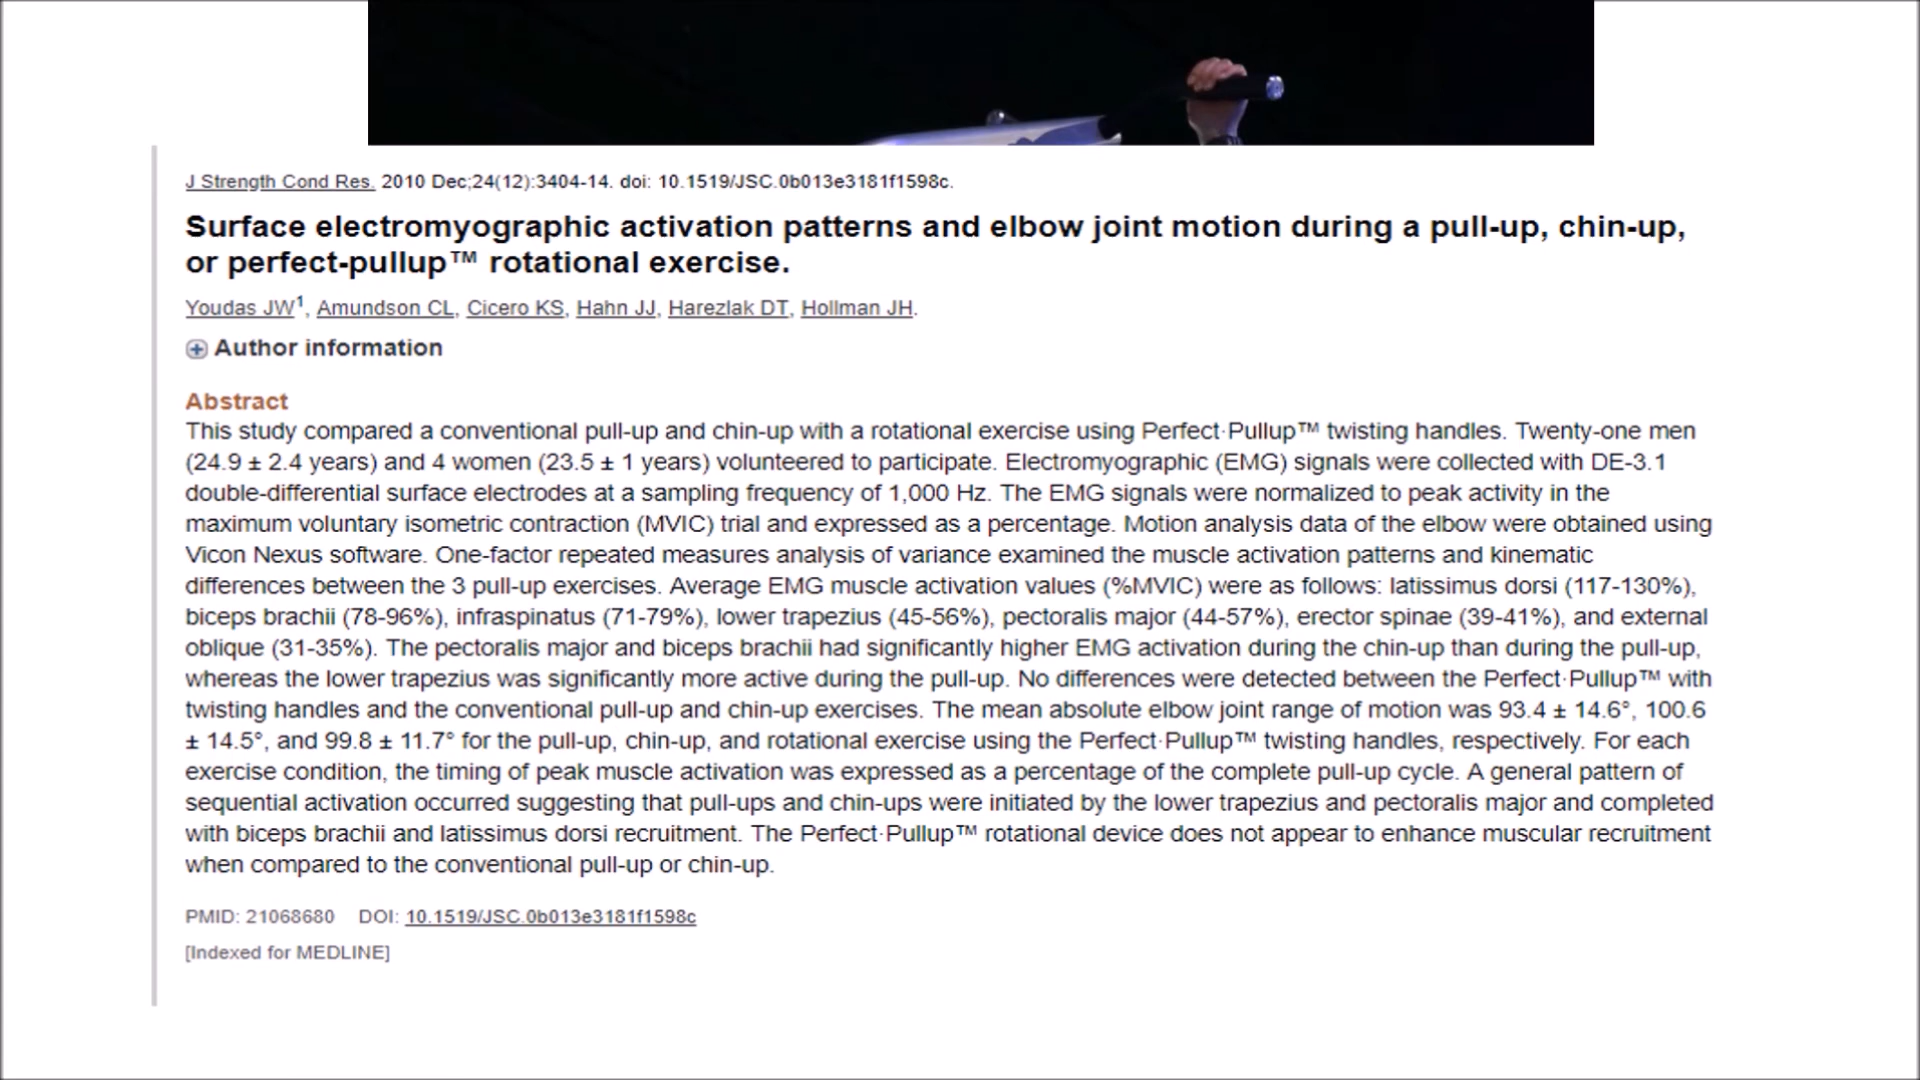 J Strength Cond Res. 2010 Dec;24(12):3404-14. doi: 10.1519/JSC.0b013e3181f1598c.
Surface electromyographic activation patterns and elbow joint motion during a pull-up, chin-up,
or perfect-pullup™ rotational exercise.
Youdas JW1, Amundson CL, Cicero KS, Hahn JJ, Harezlak DT, Hollman JH.
Author information
Abstract
This study compared a conventional pull-up and chin-up with a rotational exercise using Perfect·Pullup™ twisting handles. Twenty-one men
(24.9 ± 2.4 years) and 4 women (23.5 ± 1 years) volunteered to participate. Electromyographic (EMG) signals were collected with DE-3.1
double-differential surface electrodes at a sampling frequency of 1,000 Hz. The EMG signals were normalized to peak activity in the
maximum voluntary isometric contraction (MVIC) trial and expressed as a percentage. Motion analysis data of the elbow were obtained using
Vicon Nexus software. One-factor repeated measures analysis of variance examined the muscle activation patterns and kinematic
differences between the 3 pull-up exercises. Average EMG muscle activation values (%MVIC) were as follows: latissimus dorsi (117-130%),
biceps brachii (78-96%), infraspinatus (71-79%), lower trapezius (45-56%), pectoralis major (44-57%), erector spinae (39-41%), and external
oblique (31-35%). The pectoralis major and biceps brachii had significantly higher EMG activation during the chin-up than during the pull-up,
whereas the lower trapezius was significantly more active during the pull-up. No differences were detected between the Perfect·Pullup™ with
twisting handles and the conventional pull-up and chin-up exercises. The mean absolute elbow joint range of motion was 93.4 ± 14.6°, 100.6
± 14.5°, and 99.8 ± 11.7° for the pull-up, chin-up, and rotational exercise using the Perfect·Pullup™ twisting handles, respectively. For each
exercise condition, the timing of peak muscle activation was expressed as a percentage of the complete pull-up cycle. A general pattern of
sequential activation occurred suggesting that pull-ups and chin-ups were initiated by the lower trapezius and pectoralis major and completed
with biceps brachii and latissimus dorsi recruitment. The Perfect·Pullup™ rotational device does not appear to enhance muscular recruitment
when compared to the conventional pull-up or chin-up.
PMID: 21068680 DOI: 10.1519/JSC.0b013e3181f1598c
[Indexed for MEDLINE]